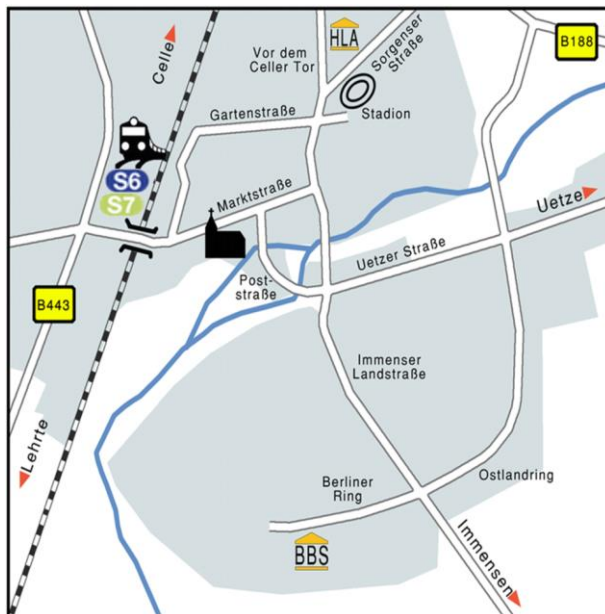 Celle
HLA
Vor dem
Celler Tor
Sorgenser
Straße
B188
Gartenstraße
Stadion
S6
S7
Marktstraße
Uetze
Uetzer Straße
Post-
straße
B443
Immenser
Landstraße
Lehrte
Berliner
Ring
Ostlandring
BBS
Immensen